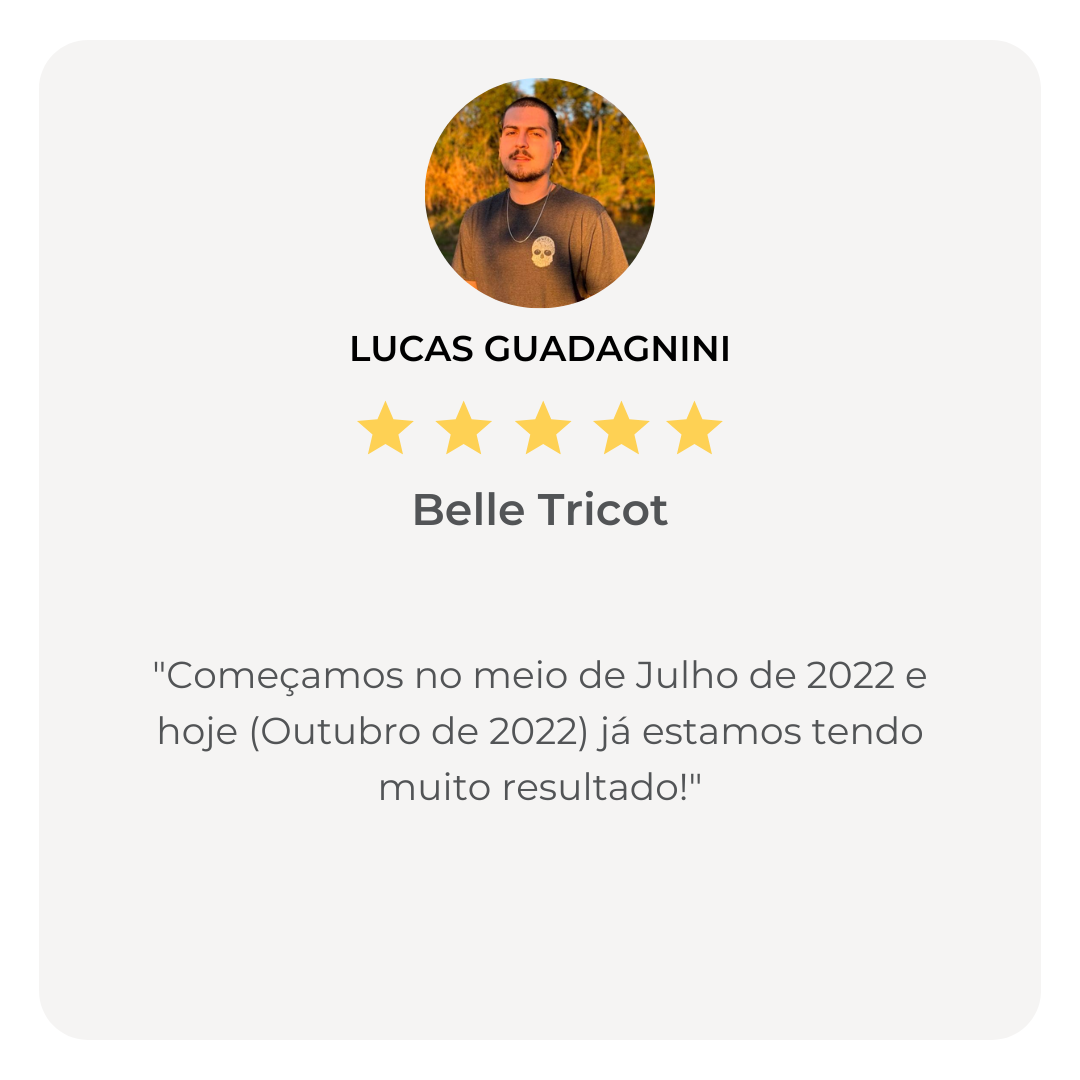 LUCAS GUADAGNINI
Belle Tricot
"Começamos no meio de Julho de 2022 e
hoje (Outubro de 2022) já estamos tendo
muito resultado!"